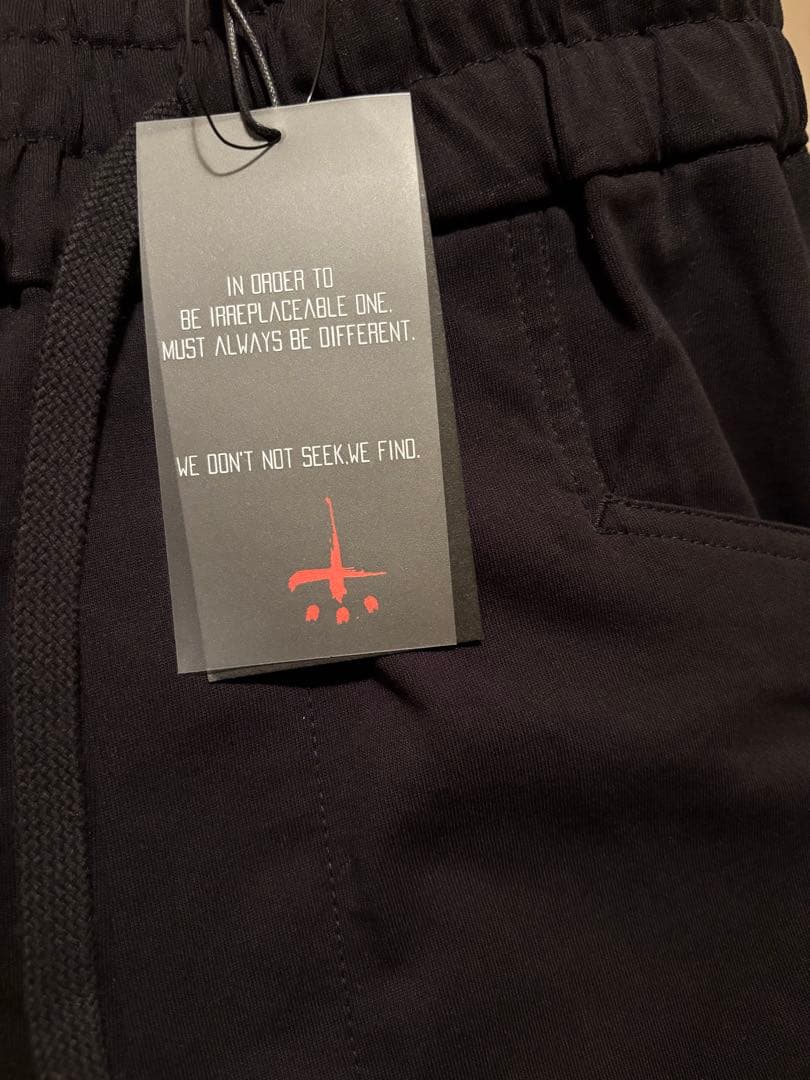 IN ORDER TO
BE IRREPLACEABLE ONE.
MUST ALWAYS BE DIFFERENT.
WE DON'T NOT SEEK,WE FIND.